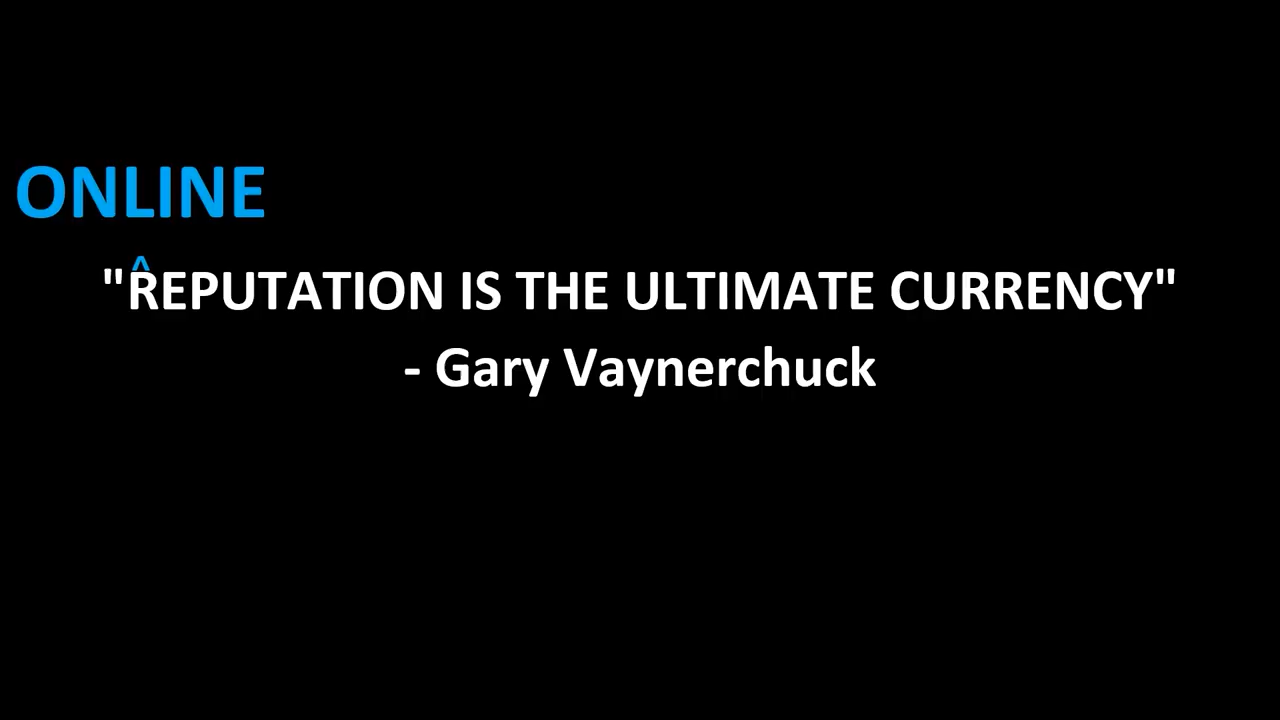 ONLINE
^
"REPUTATION IS THE ULTIMATE CURRENCY"
- Gary Vaynerchuck